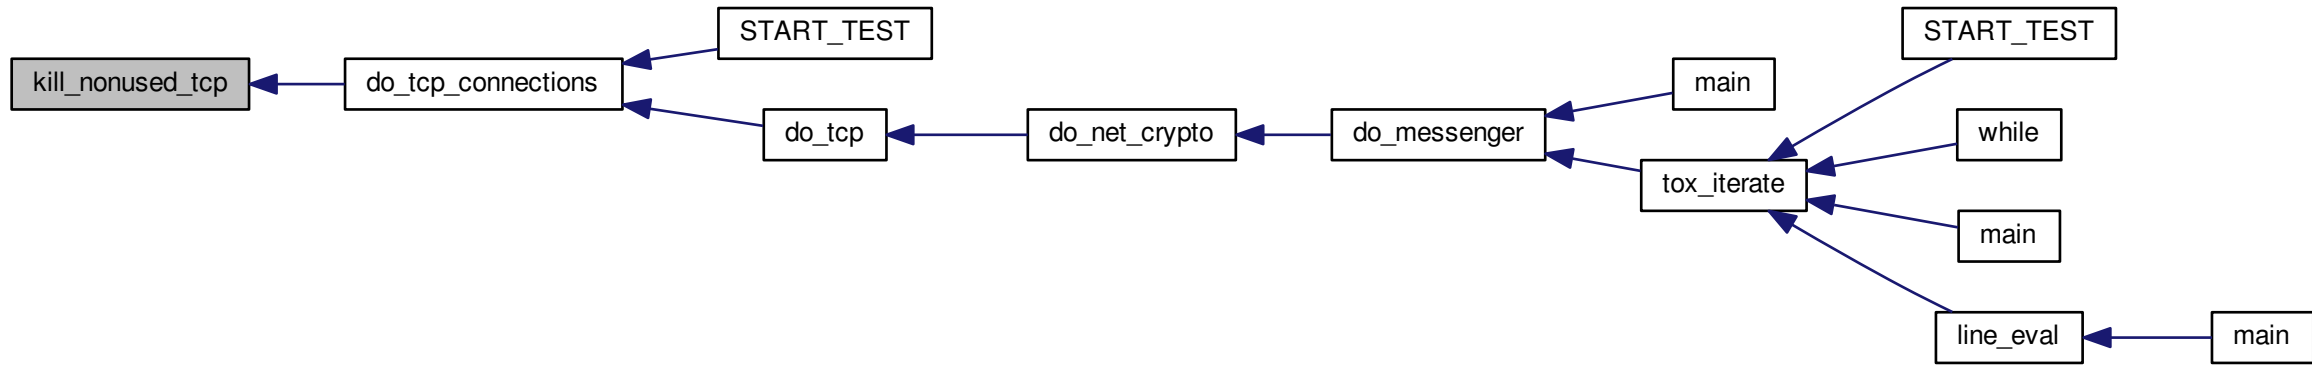 kill_nonused_tcp
do_tcp_connections
START_TEST
do_tcp
do_net_crypto
do_messenger
main
tox_iterate
START_TEST
while
main
line_eval
main